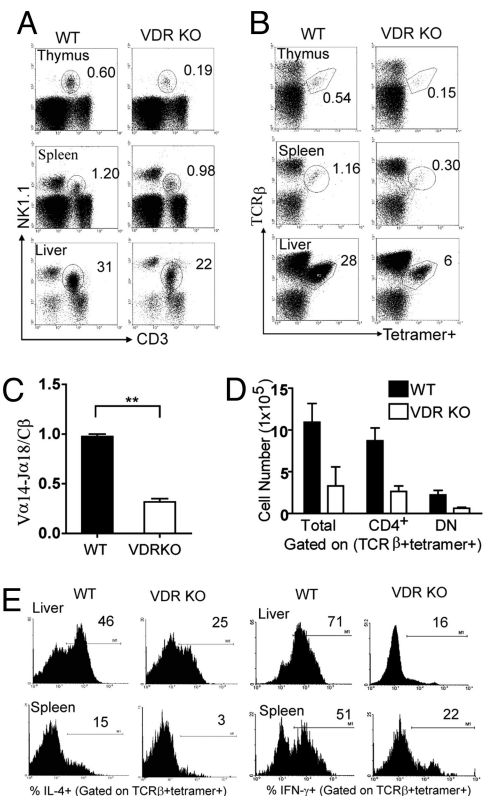 A
WT VDR KO
Thymus
0.60 0.19
Spleen
1.20 0.98
Liver
31 22
NK1.1
CD3
B
WT VDR KO
Thymus
0.54 0.15
Spleen
1.16 0.30
Liver
28 6
TCRβ
Tetramer+
C
Vα14-Jα18/Cβ
1.5
1.0
0.5
0.0
**
WT VDRKO
D
Cell Number (1x10⁵)
15
10
5
0
WT
VDR KO
Total CD4+ DN
Gated on (TCRβ+tetramer+)
E
WT VDR KO WT VDR KO
Liver Liver
46 25 71 16
Spleen Spleen
15 3 51 22
% IL-4+ (Gated on TCRβ+tetramer+) % IFN-γ+ (Gated on TCRβ+tetramer+)